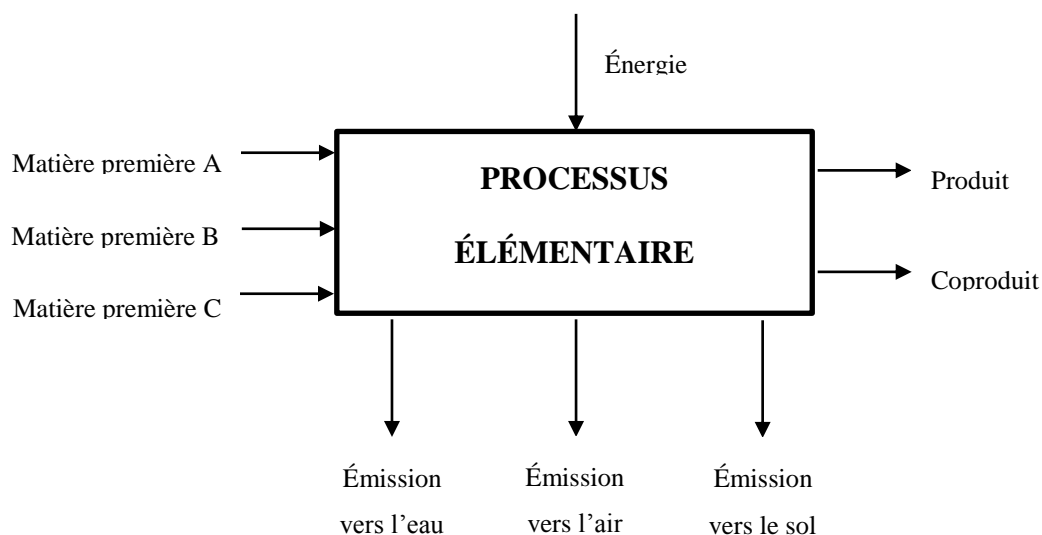 Énergie
Matière première A
Matière première B
Matière première C
PROCESSUS
ÉLÉMENTAIRE
Produit
Coproduit
Émission
vers l’eau
Émission
vers l’air
Émission
vers le sol